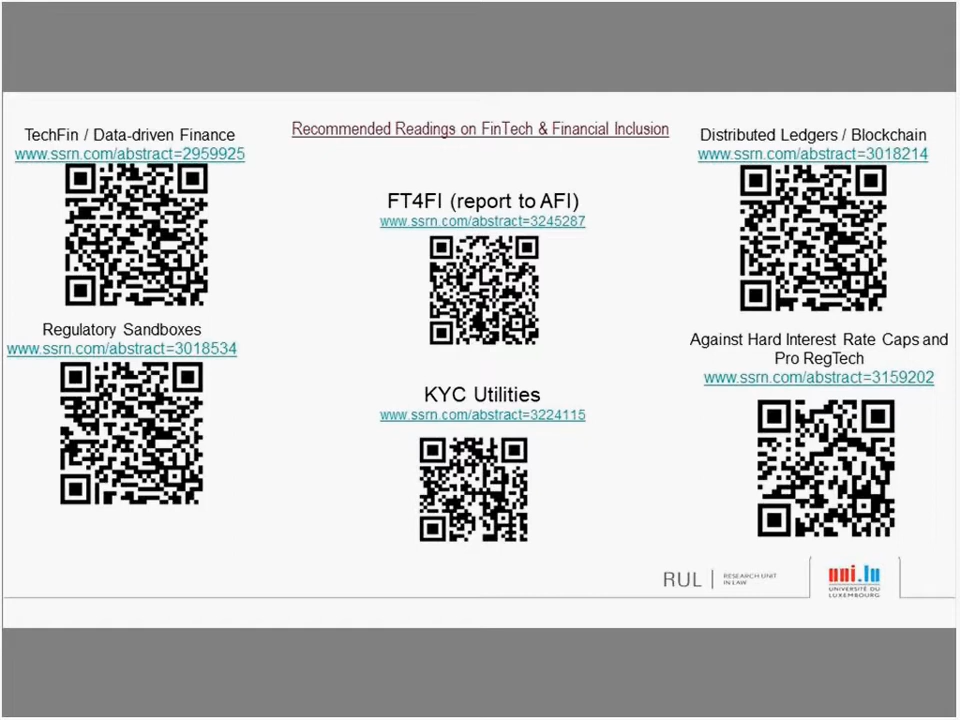 Recommended Readings on FinTech & Financial Inclusion
TechFin / Data-driven Finance
www.ssrn.com/abstract=2959925
Regulatory Sandboxes
www.ssrn.com/abstract=3018534
FT4FI (report to AFI)
www.ssrn.com/abstract=3245287
KYC Utilities
www.ssrn.com/abstract=3224115
Distributed Ledgers / Blockchain
www.ssrn.com/abstract=3018214
Against Hard Interest Rate Caps and
Pro RegTech
www.ssrn.com/abstract=3159202
RUL
RESEARCH UNIT
IN LAW
uni.lu
UNIVERSITÉ DU
LUXEMBOURG